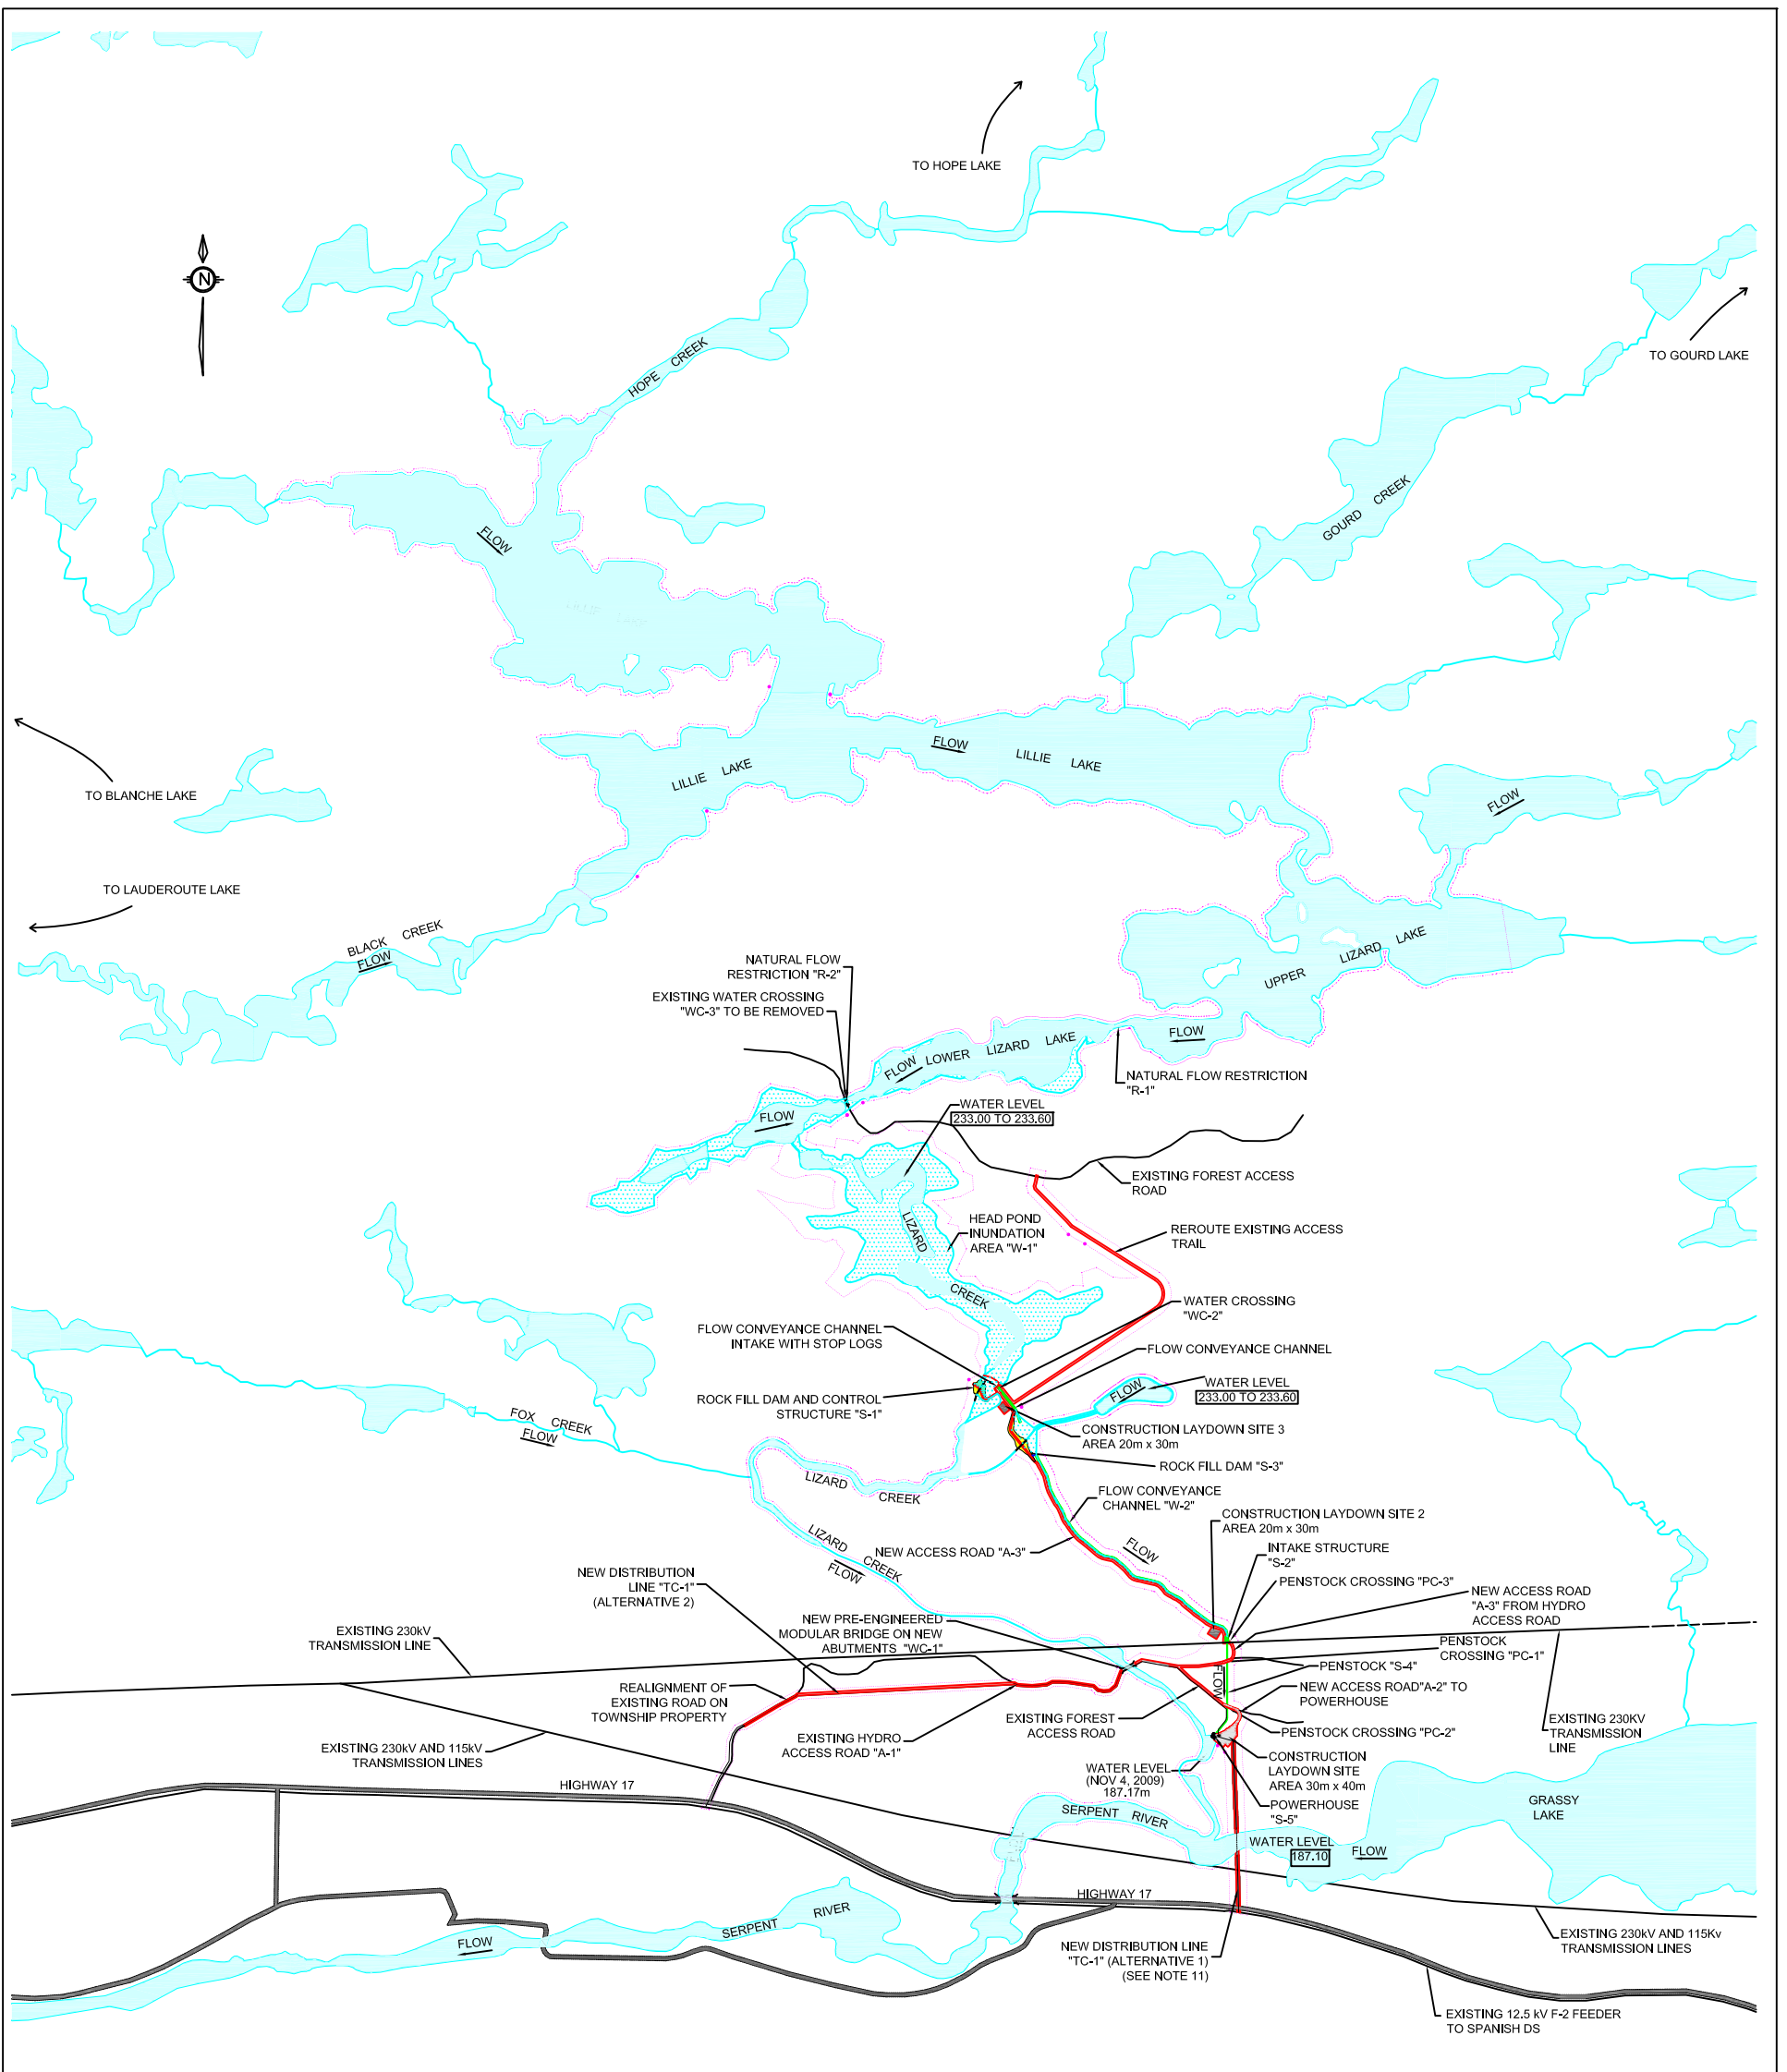 TO HOPE LAKE
N
HOPE CREEK
TO GOURD LAKE
GOURD CREEK
FLOW
FLOW
LILLIE LAKE
LILLIE LAKE
TO BLANCHE LAKE
FLOW
TO LAUDEROUTE LAKE
BLACK CREEK
FLOW
UPPER LIZARD LAKE
NATURAL FLOW
RESTRICTION "R-2"
EXISTING WATER CROSSING
"WC-3" TO BE REMOVED
FLOW
FLOW
LOWER LIZARD LAKE
NATURAL FLOW RESTRICTION
"R-1"
FLOW
WATER LEVEL
233.00 TO 233.60
EXISTING FOREST ACCESS
ROAD
LIZARD
CREEK
HEAD POND
INUNDATION
AREA "W-1"
REROUTE EXISTING ACCESS
TRAIL
WATER CROSSING
"WC-2"
FLOW CONVEYANCE CHANNEL
INTAKE WITH STOP LOGS
FLOW CONVEYANCE CHANNEL
WATER LEVEL
233.00 TO 233.60
FLOW
ROCK FILL DAM AND CONTROL
STRUCTURE "S-1"
CONSTRUCTION LAYDOWN SITE 3
AREA 20m x 30m
FOX CREEK
FLOW
ROCK FILL DAM "S-3"
LIZARD CREEK
FLOW CONVEYANCE
CHANNEL "W-2"
CONSTRUCTION LAYDOWN SITE 2
AREA 20m x 30m
LIZARD CREEK
FLOW
NEW ACCESS ROAD "A-3"
FLOW
INTAKE STRUCTURE
"S-2"
PENSTOCK CROSSING "PC-3"
NEW DISTRIBUTION
LINE "TC-1"
(ALTERNATIVE 2)
NEW ACCESS ROAD
"A-3" FROM HYDRO
ACCESS ROAD
NEW PRE-ENGINEERED
MODULAR BRIDGE ON NEW
ABUTMENTS "WC-1"
EXISTING 230kV
TRANSMISSION LINE
PENSTOCK
CROSSING "PC-1"
FLOW
PENSTOCK "S-4"
REALIGNMENT OF
EXISTING ROAD ON
TOWNSHIP PROPERTY
NEW ACCESS ROAD"A-2" TO
POWERHOUSE
EXISTING FOREST
ACCESS ROAD
PENSTOCK CROSSING "PC-2"
EXISTING 230KV
TRANSMISSION
LINE
EXISTING HYDRO
ACCESS ROAD "A-1"
EXISTING 230kV AND 115kV
TRANSMISSION LINES
CONSTRUCTION
LAYDOWN SITE
AREA 30m x 40m
WATER LEVEL
(NOV 4, 2009)
187.17m
HIGHWAY 17
POWERHOUSE
"S-5"
GRASSY
LAKE
SERPENT RIVER
WATER LEVEL
187.10
FLOW
HIGHWAY 17
SERPENT RIVER
FLOW
NEW DISTRIBUTION LINE
"TC-1" (ALTERNATIVE 1)
(SEE NOTE 11)
EXISTING 230kV AND 115Kv
TRANSMISSION LINES
EXISTING 12.5 kV F-2 FEEDER
TO SPANISH DS